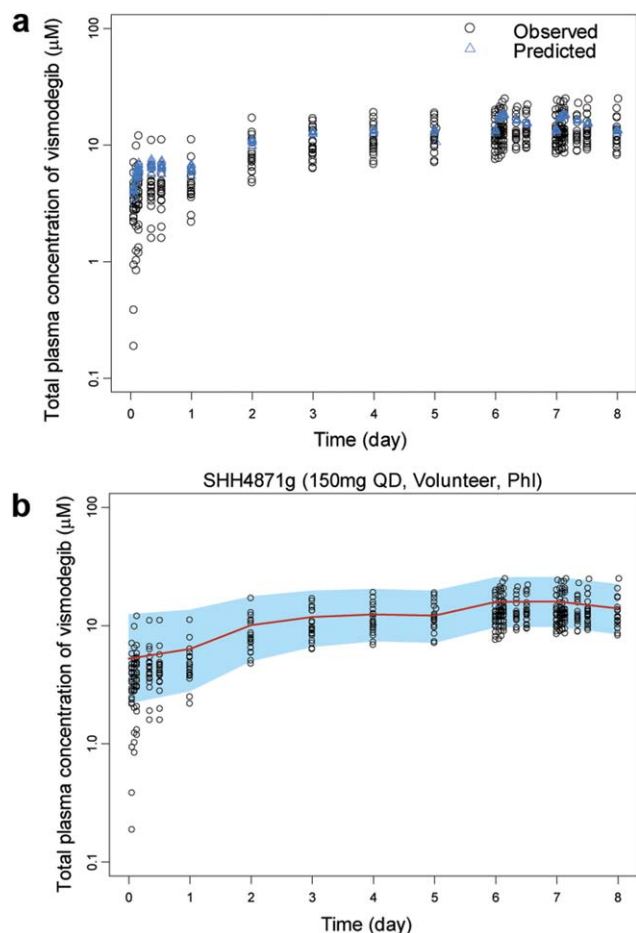 a
100
Observed
Predicted
10
1
0.1
Total plasma concentration of vismodegib (μM)
0 1 2 3 4 5 6 7 8
Time (day)
SHH4871g (150mg QD, Volunteer, PhI)
b
100
10
1.0
0.1
Total plasma concentration of vismodegib (μM)
0 1 2 3 4 5 6 7 8
Time (day)